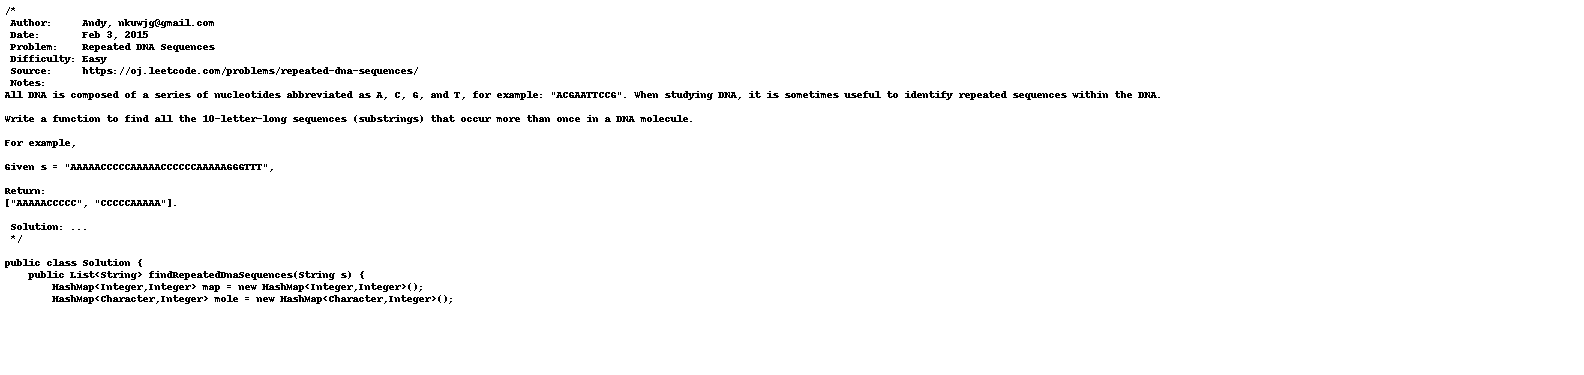 /*
 Author:     Andy, nkuwjg@gmail.com
 Date:       Feb 3, 2015
 Problem:    Repeated DNA Sequences
 Difficulty: Easy
 Source:     https://oj.leetcode.com/problems/repeated-dna-sequences/
 Notes:
All DNA is composed of a series of nucleotides abbreviated as A, C, G, and T, for example: "ACGAATTCCG". When studying DNA, it is sometimes useful to identify repeated sequences within the DNA.
Write a function to find all the 10-letter-long sequences (substrings) that occur more than once in a DNA molecule.
For example,
Given s = "AAAAACCCCCAAAAACCCCCCAAAAAGGGTTT",
Return:
["AAAAACCCCC", "CCCCCAAAAA"].
 Solution: ...
 */
public class Solution {
    public List<String> findRepeatedDnaSequences(String s) {
        HashMap<Integer,Integer> map = new HashMap<Integer,Integer>();
        HashMap<Character,Integer> mole = new HashMap<Character,Integer>();